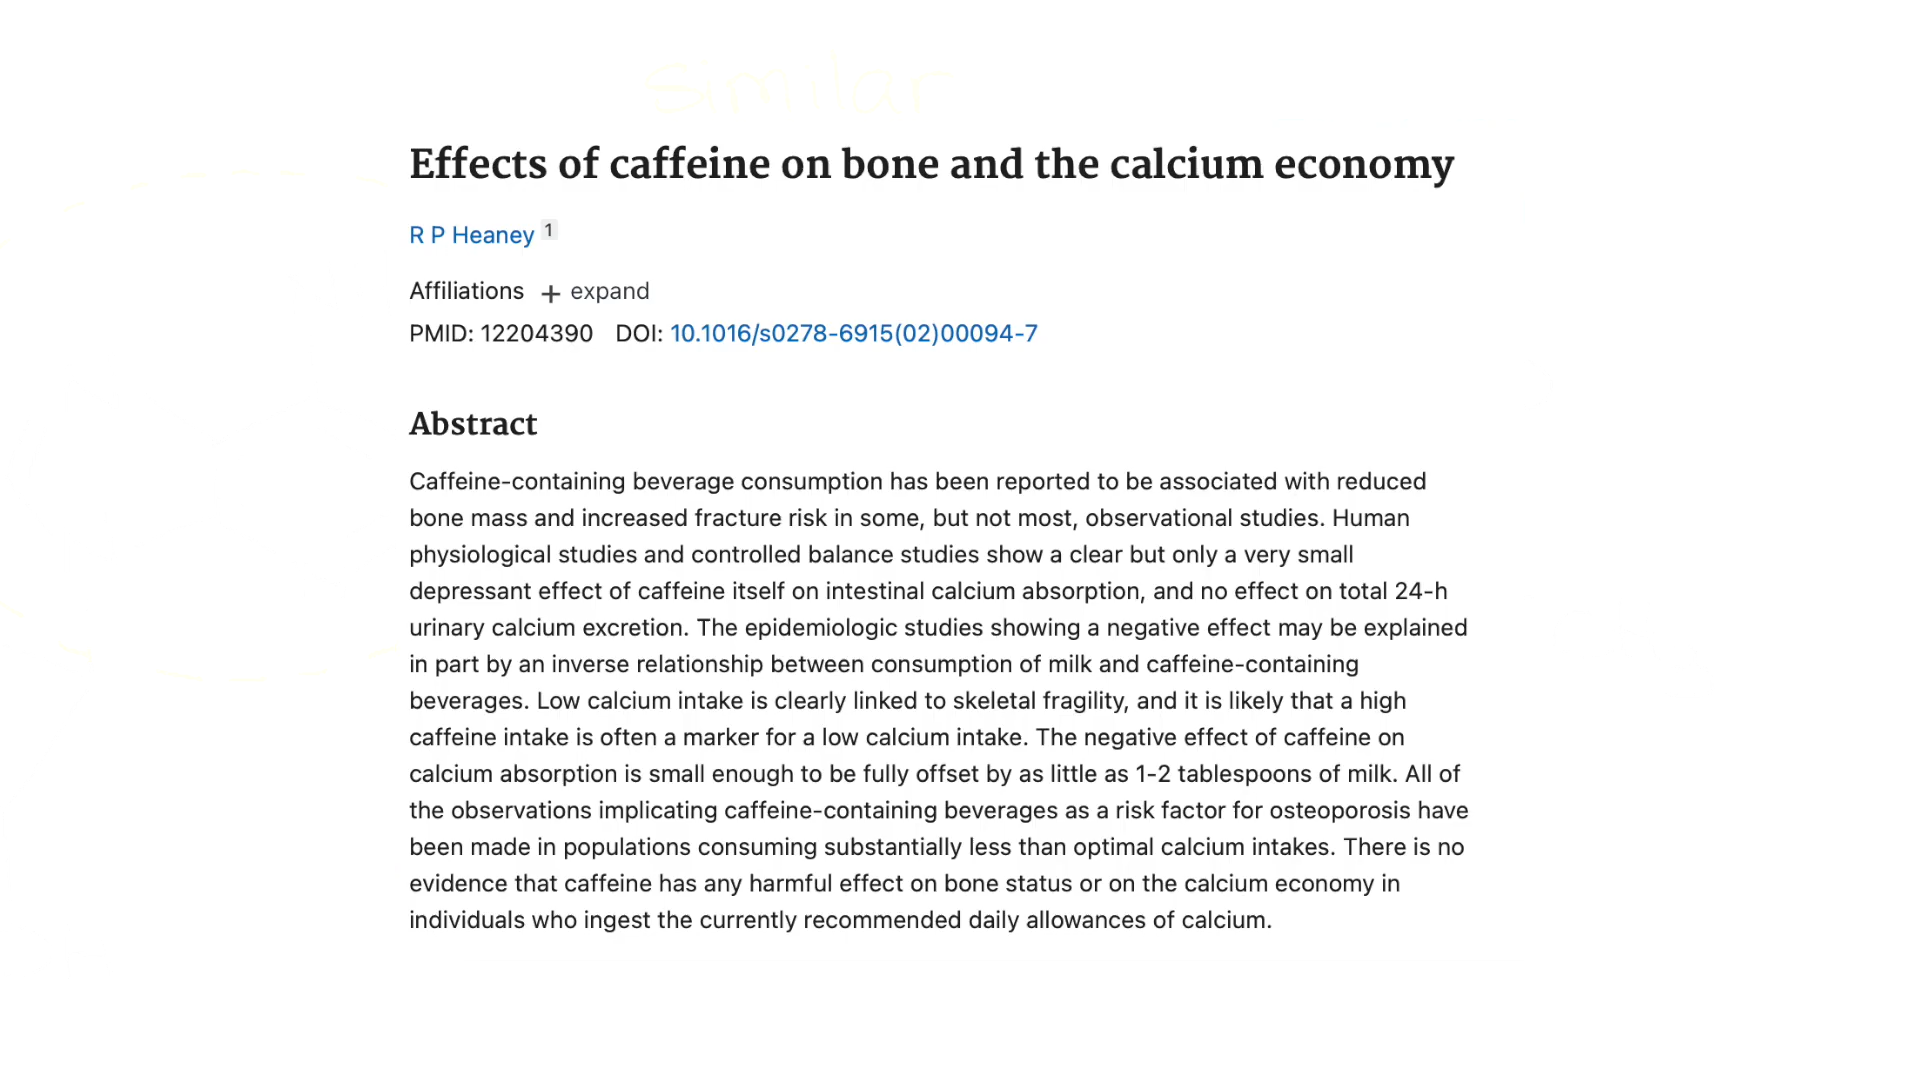 Similar
Effects of caffeine on bone and the calcium economy
R P Heaney 1
Affiliations + expand
PMID: 12204390 DOI: 10.1016/s0278-6915(02)00094-7
Abstract
Caffeine-containing beverage consumption has been reported to be associated with reduced
bone mass and increased fracture risk in some, but not most, observational studies. Human
physiological studies and controlled balance studies show a clear but only a very small
depressant effect of caffeine itself on intestinal calcium absorption, and no effect on total 24-h
urinary calcium excretion. The epidemiologic studies showing a negative effect may be explained
in part by an inverse relationship between consumption of milk and caffeine-containing
beverages. Low calcium intake is clearly linked to skeletal fragility, and it is likely that a high
caffeine intake is often a marker for a low calcium intake. The negative effect of caffeine on
calcium absorption is small enough to be fully offset by as little as 1-2 tablespoons of milk. All of
the observations implicating caffeine-containing beverages as a risk factor for osteoporosis have
been made in populations consuming substantially less than optimal calcium intakes. There is no
evidence that caffeine has any harmful effect on bone status or on the calcium economy in
individuals who ingest the currently recommended daily allowances of calcium.